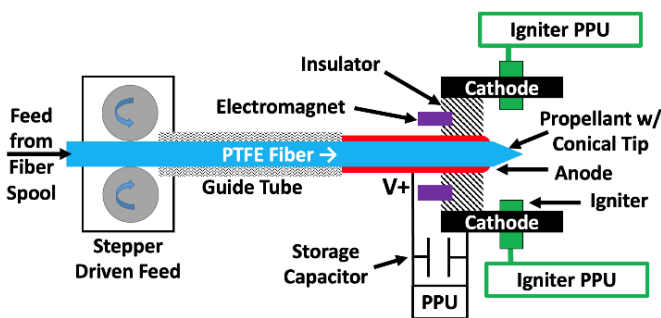 Igniter PPU
Insulator
Cathode
Electromagnet
Feed
from
Fiber
Spool
Propellant w/
Conical Tip
PTFE Fiber →
Guide Tube
Anode
V+
Igniter
Cathode
Stepper
Driven Feed
Storage
Capacitor
Igniter PPU
PPU